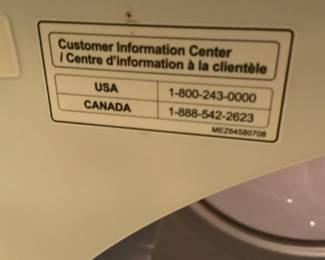 Customer Information Center
/ Centre d'information à la clientèle
USA 1-800-243-0000
CANADA 1-888-542-2623
MEZ64580708